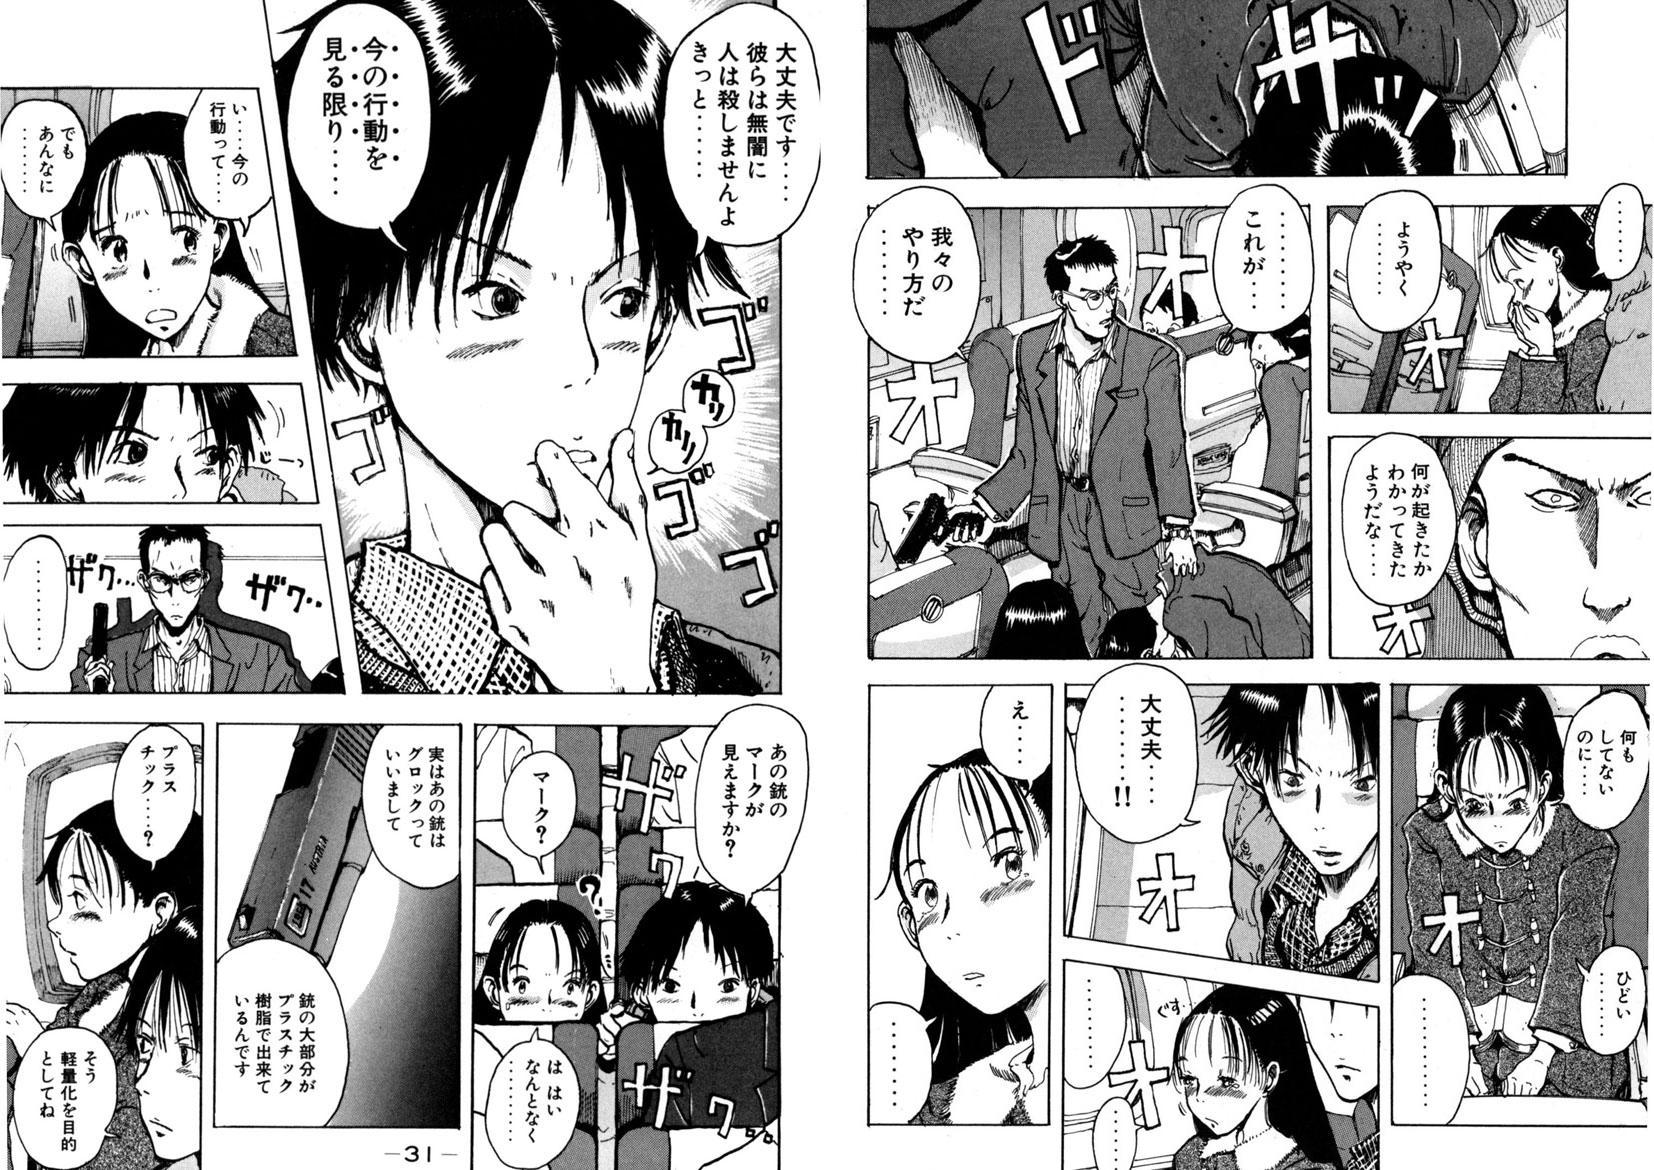 ドサ
‥‥‥
ようやく
‥‥‥‥
オ
‥‥‥‥
これが‥‥
オ
我々の
やり方だ
‥‥‥‥
オ
何が起きたか
わかってきた
ようだな‥‥
オ
何も
してない
のに‥‥
ひどい
‥‥‥
オ
大丈夫‥‥
‥‥‥‥!!
オ
ぐす‥‥
オ
え‥‥
大丈夫です‥‥
彼らは無闇に
人は殺しませんよ
きっと‥‥‥‥
今の行動を
見る限り‥‥‥
ゴ
カリ
カリ
ゴ
ゴ
ゴ
い‥‥今の
行動って‥‥
でも
あんなに
じーっ
ザク‥‥
ザク‥‥
‥‥‥‥
あの銃の
マークが
見えますか?
マーク?
?
ザ
ク
は はい
なんとなく
‥‥‥‥
ザク‥‥
実はあの銃は
グロックって
いいまして
17 AUSTRIA
銃の大部分が
プラスチック
樹脂で出来て
いるんです
プラス
チック‥‥?
そう
軽量化を目的
としてね
—31—